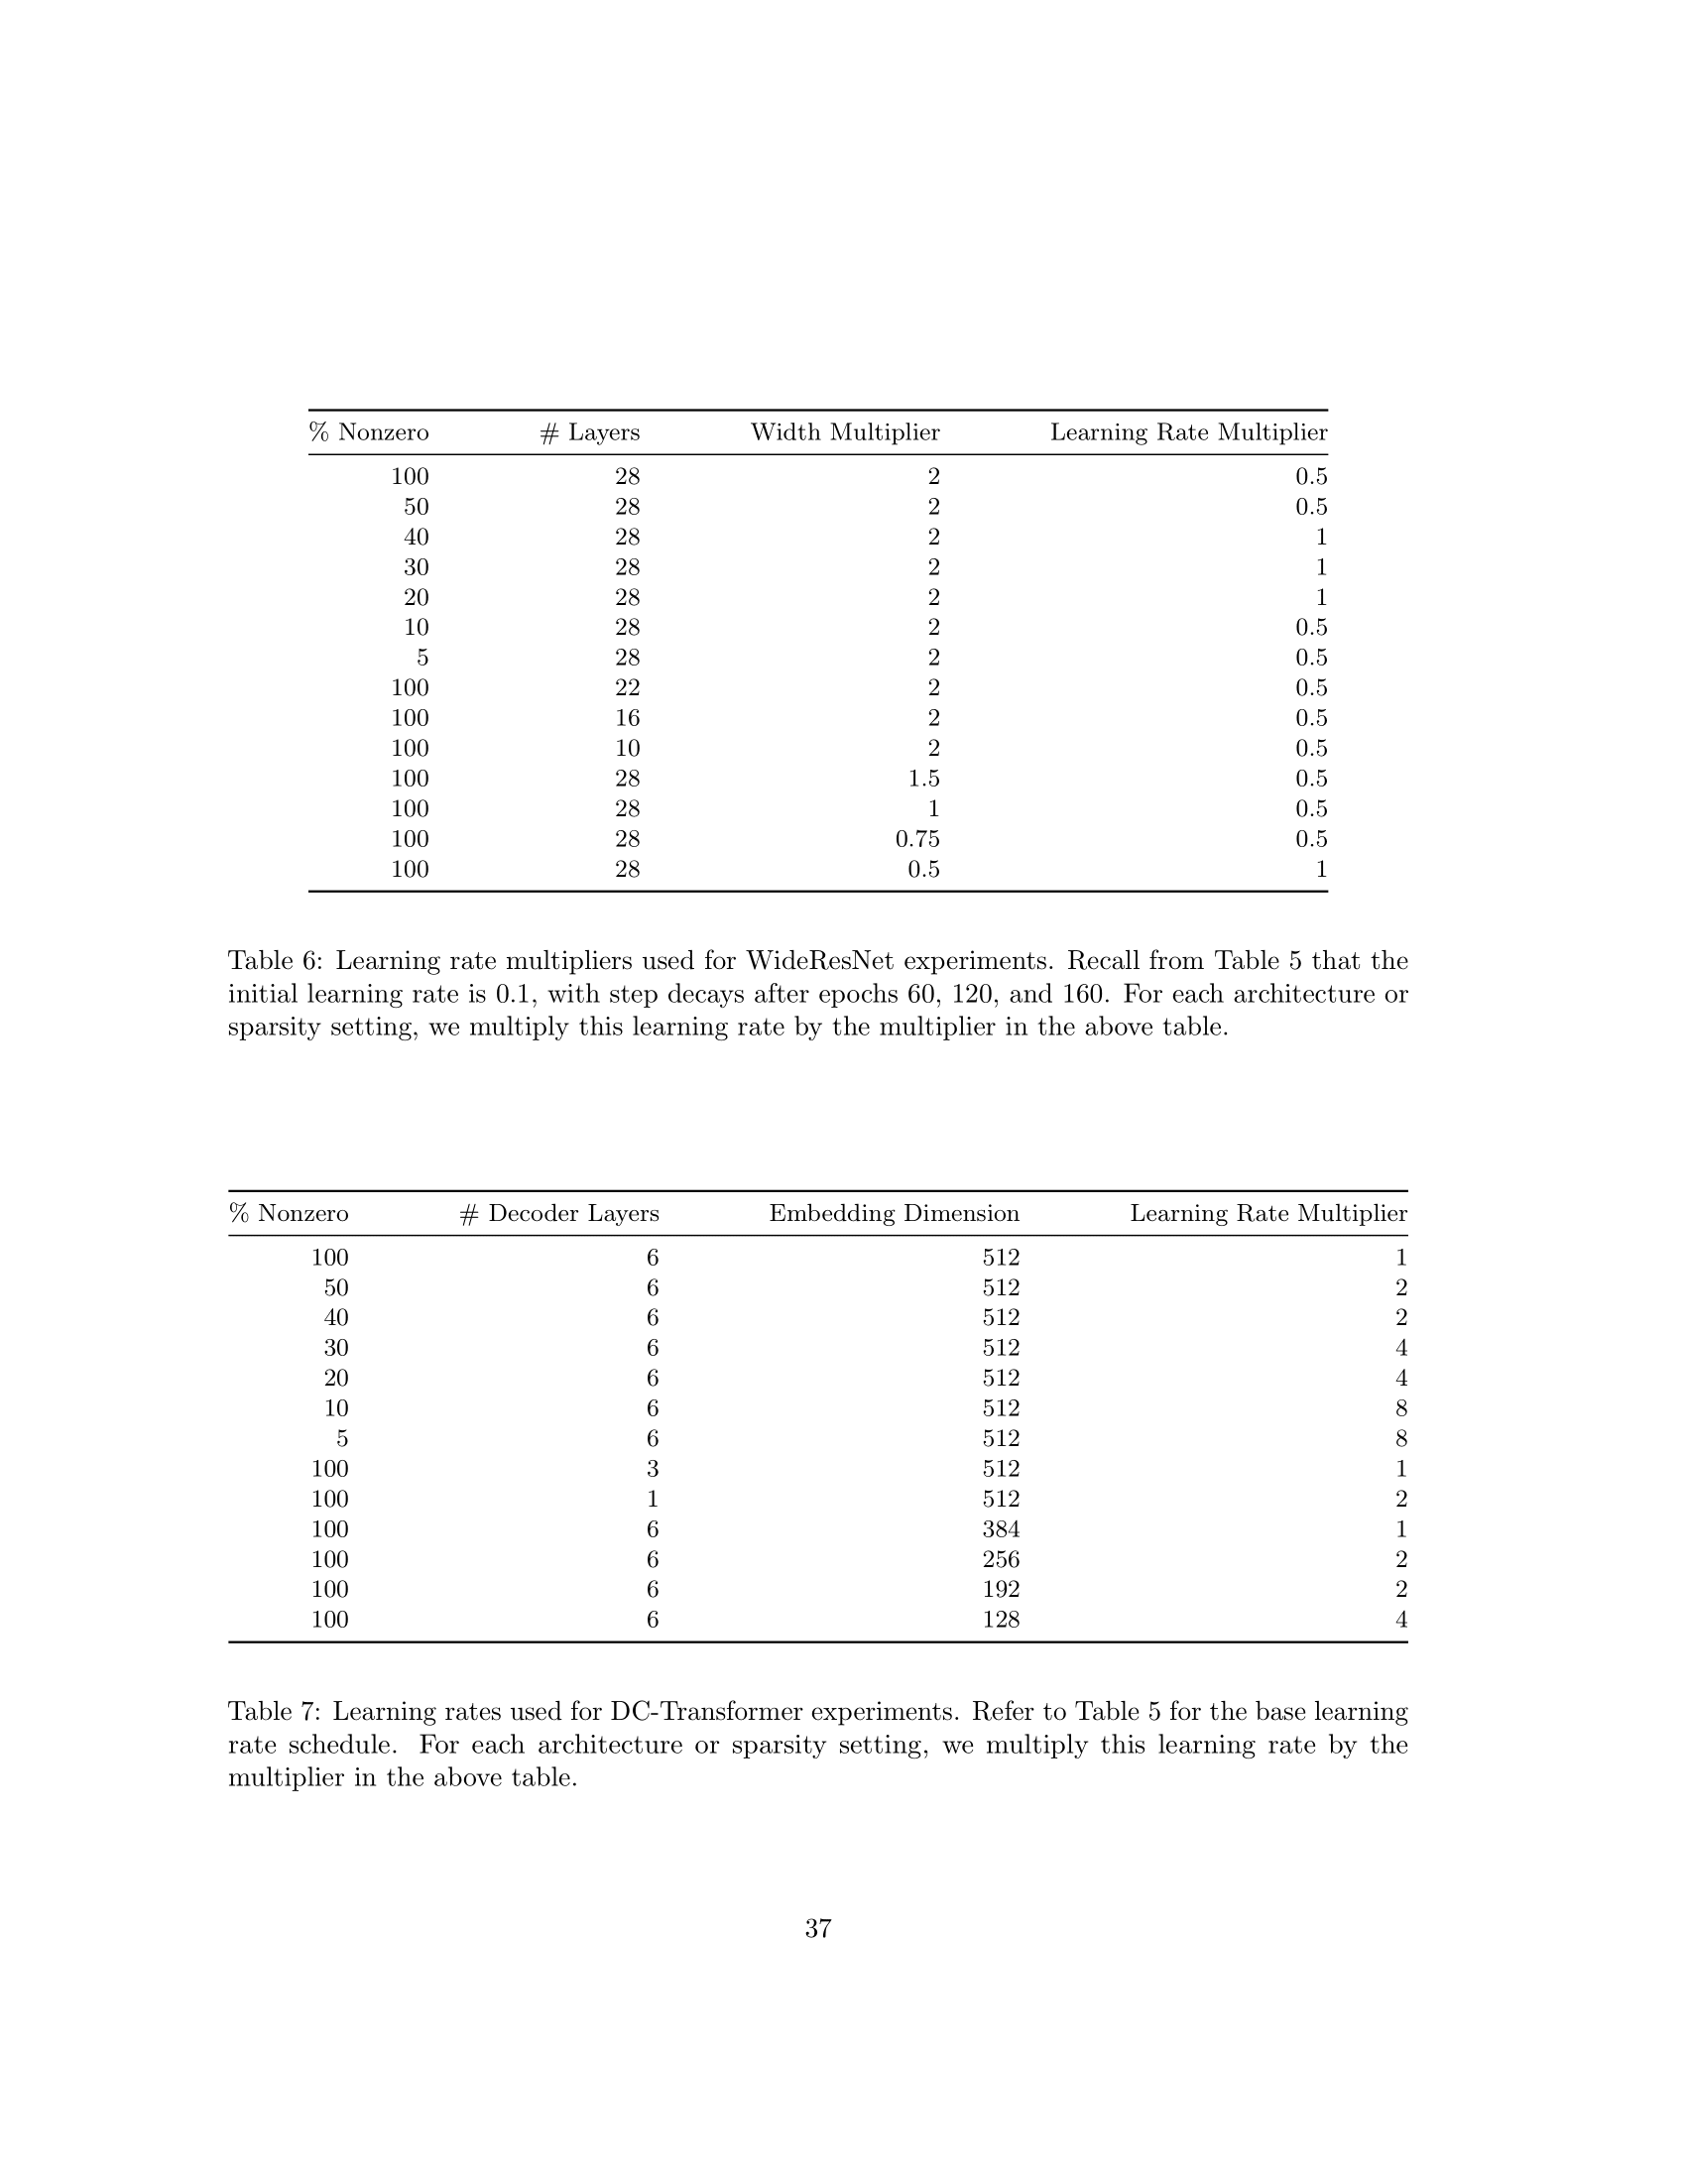 % Nonzero # Layers Width Multiplier Learning Rate Multiplier
100 28 2 0.5
50 28 2 0.5
40 28 2 1
30 28 2 1
20 28 2 1
10 28 2 0.5
5 28 2 0.5
100 22 2 0.5
100 16 2 0.5
100 10 2 0.5
100 28 1.5 0.5
100 28 1 0.5
100 28 0.75 0.5
100 28 0.5 1
Table 6: Learning rate multipliers used for WideResNet experiments. Recall from Table 5 that the
initial learning rate is 0.1, with step decays after epochs 60, 120, and 160. For each architecture or
sparsity setting, we multiply this learning rate by the multiplier in the above table.
% Nonzero # Decoder Layers Embedding Dimension Learning Rate Multiplier
100 6 512 1
50 6 512 2
40 6 512 2
30 6 512 4
20 6 512 4
10 6 512 8
5 6 512 8
100 3 512 1
100 1 512 2
100 6 384 1
100 6 256 2
100 6 192 2
100 6 128 4
Table 7: Learning rates used for DC-Transformer experiments. Refer to Table 5 for the base learning
rate schedule. For each architecture or sparsity setting, we multiply this learning rate by the
multiplier in the above table.
37